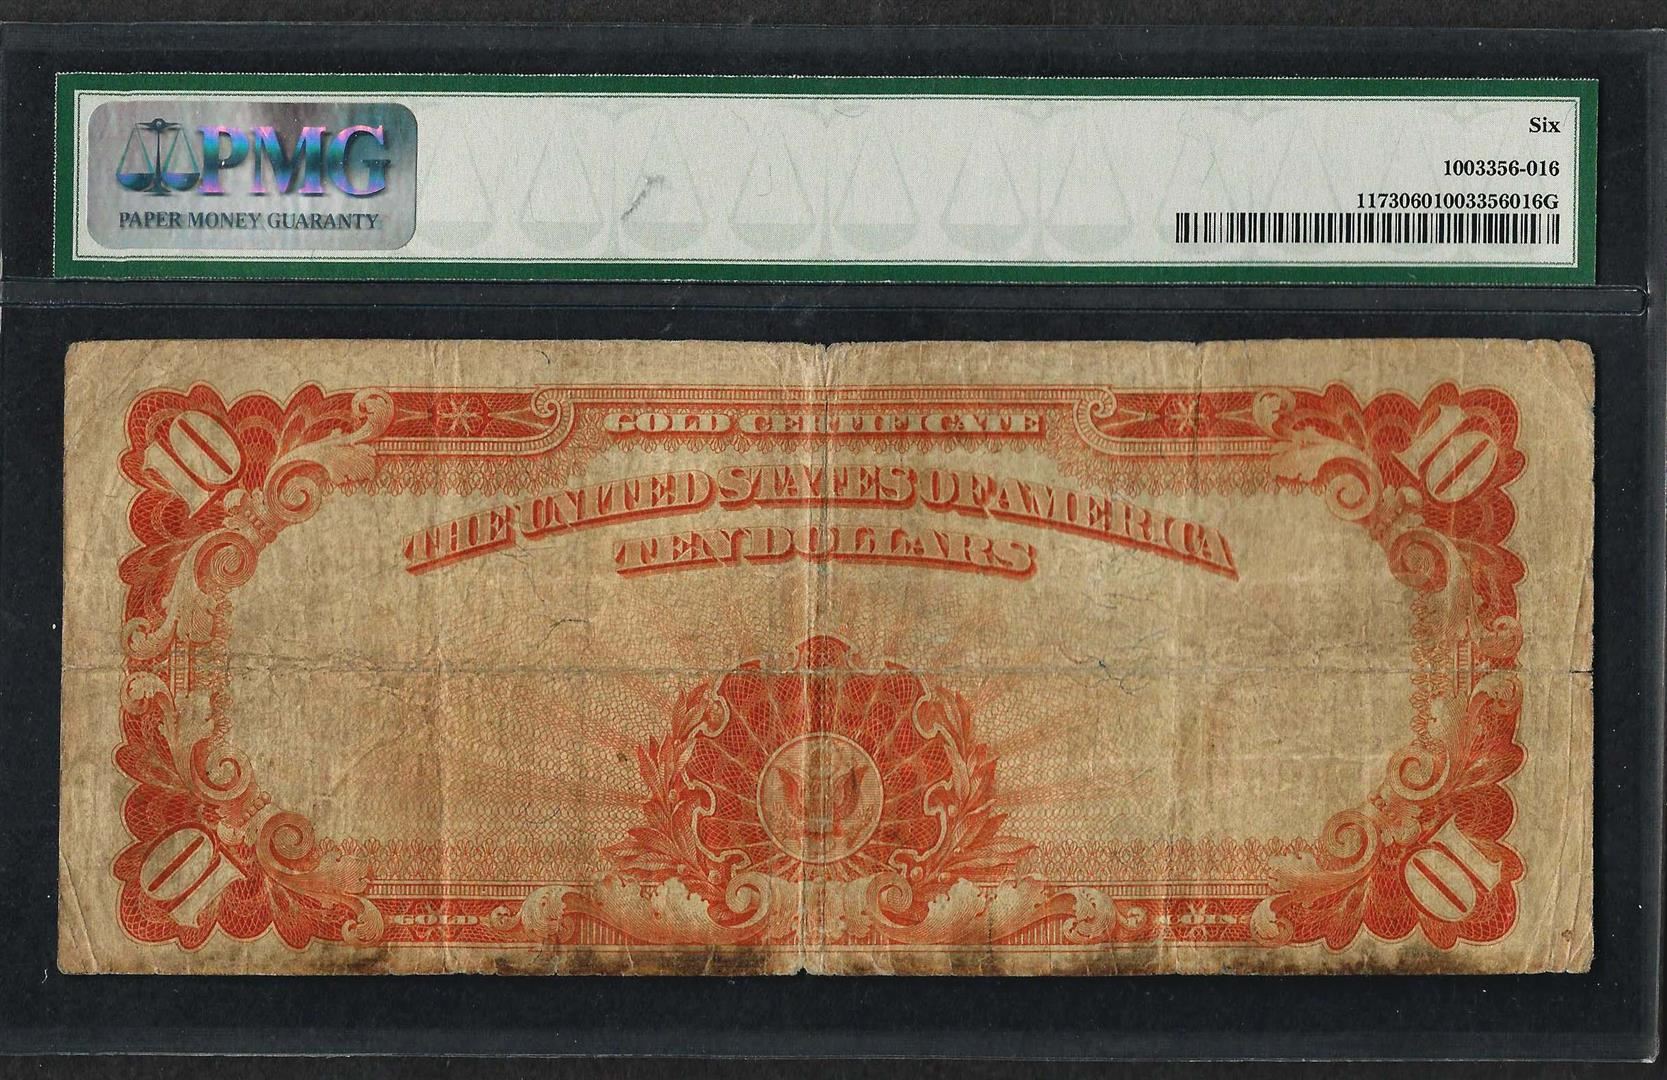 PMG
PAPER MONEY GUARANTY
Six
1003356-016
11730601003356016G
10
10
GOLD CERTIFICATE
THE UNITED STATES OF AMERICA
TEN DOLLARS
10
10
GOLD
COIN